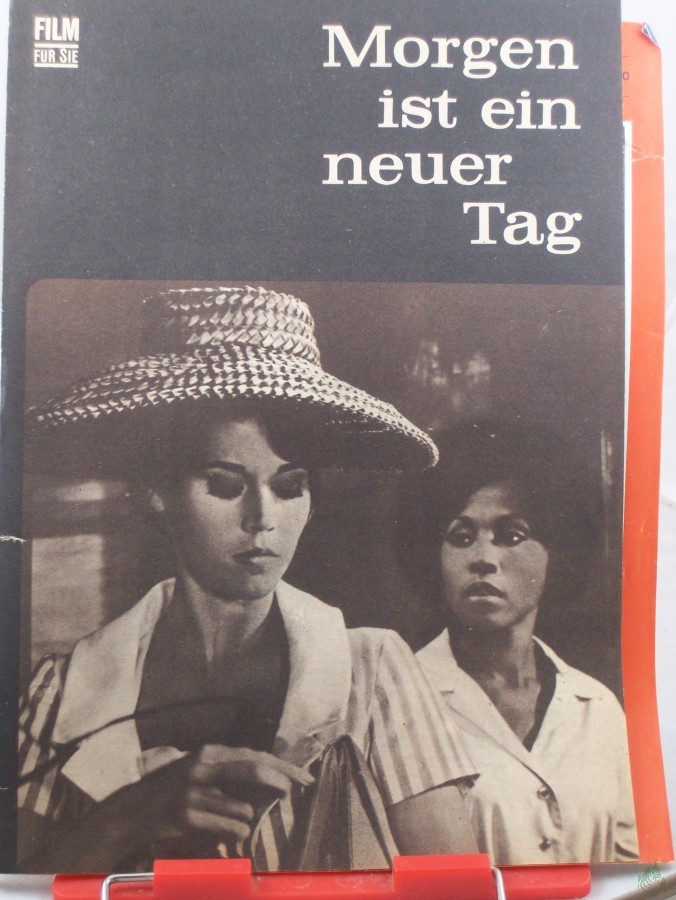 FILM
FÜR SIE
Morgen
ist ein
neuer
Tag